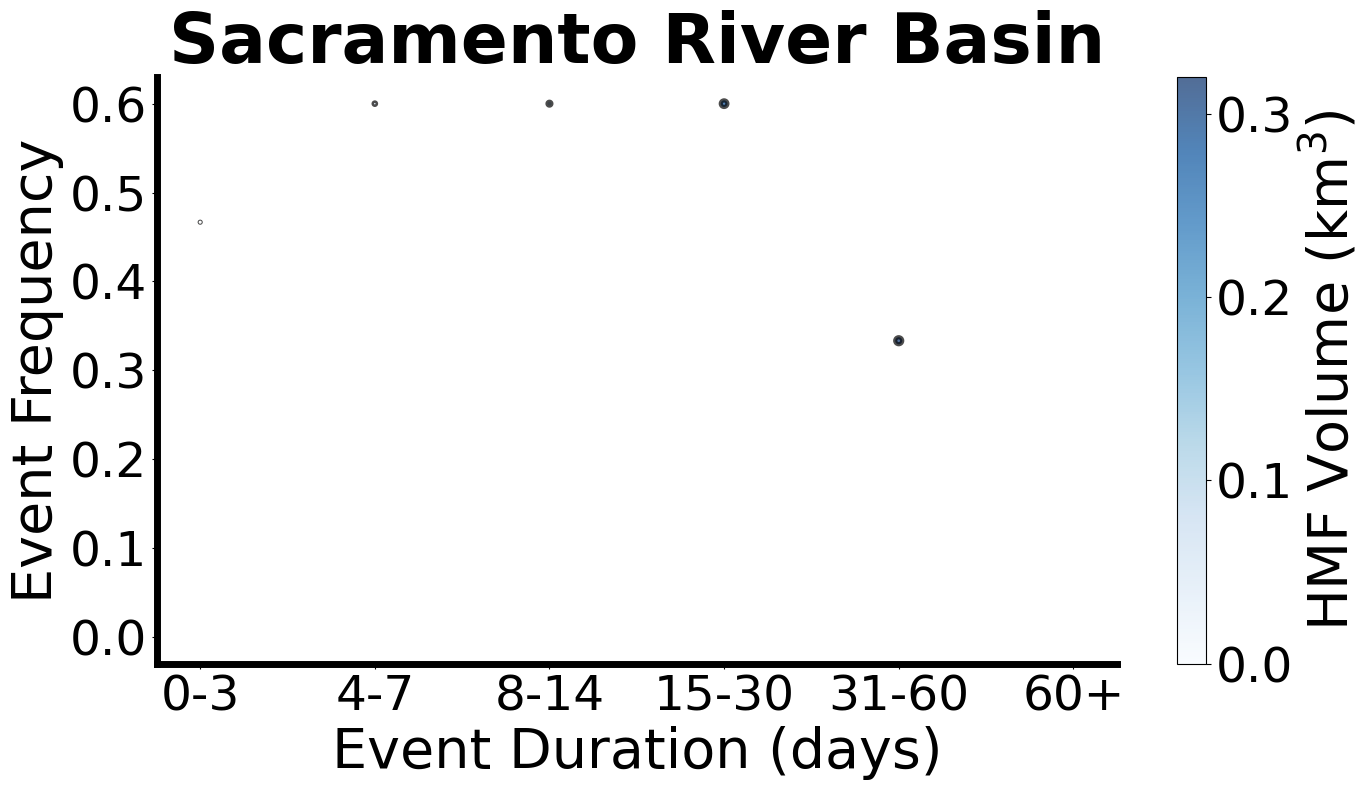 Sacramento River Basin
Event Frequency
0.6
0.5
0.4
0.3
0.2
0.1
0.0
0-3 4-7 8-14 15-30 31-60 60+
Event Duration (days)
0.3
0.2
0.1
0.0
HMF Volume (km³)